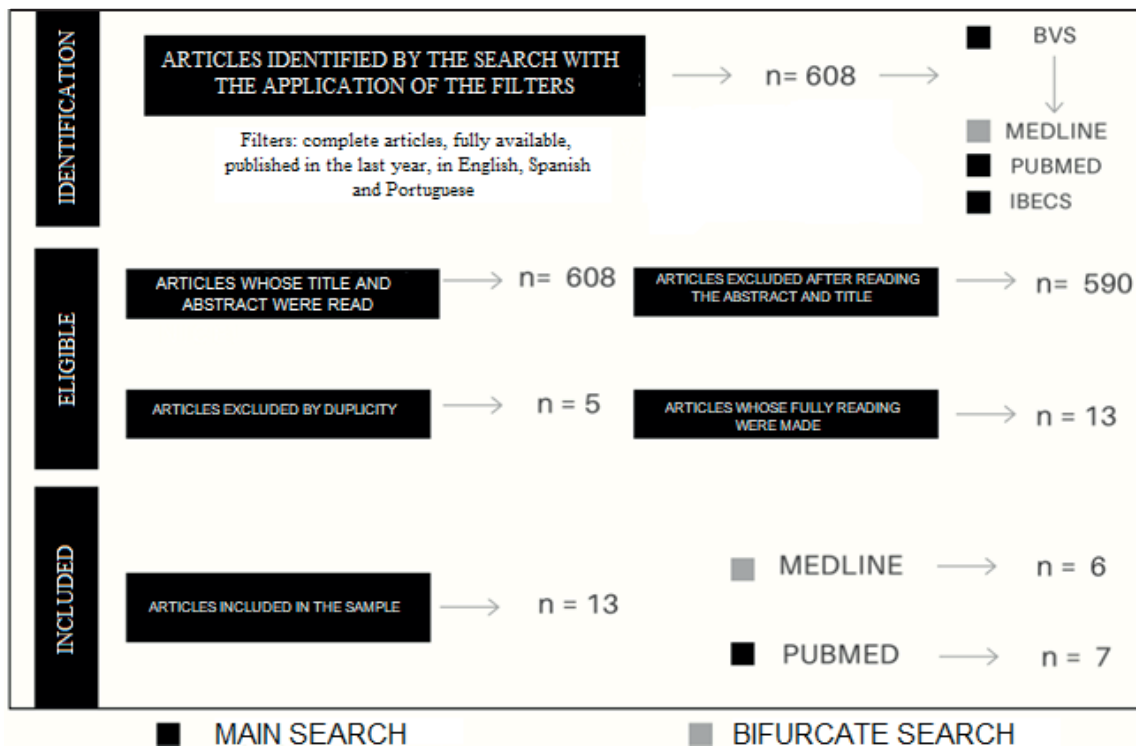 IDENTIFICATION
ARTICLES IDENTIFIED BY THE SEARCH WITH
THE APPLICATION OF THE FILTERS
n= 608
Filters: complete articles, fully available,
published in the last year, in English, Spanish
and Portuguese
BVS
MEDLINE
PUBMED
IBECS
ELIGIBLE
ARTICLES WHOSE TITLE AND
ABSTRACT WERE READ
n= 608
ARTICLES EXCLUDED AFTER READING
THE ABSTRACT AND TITLE
n= 590
ARTICLES EXCLUDED BY DUPLICITY
n = 5
ARTICLES WHOSE FULLY READING
WERE MADE
n = 13
INCLUDED
ARTICLES INCLUDED IN THE SAMPLE
n = 13
MEDLINE
n = 6
PUBMED
n = 7
MAIN SEARCH
BIFURCATE SEARCH